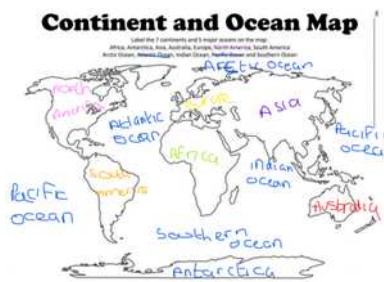 Continent and Ocean Map
Label the 7 continents and 5 major oceans on the map
Africa, Antarctica, Asia, Australia, Europe, North America, South America
Arctic Ocean, Atlantic Ocean, Indian Ocean, Pacific Ocean and Southern Ocean
Arctic Ocean
North
America
Europe
Asia
Atlantic
Ocean
Pacific
Ocean
Africa
Indian
Ocean
South
America
Pacific
Ocean
Australia
Southern
Ocean
Antarctica